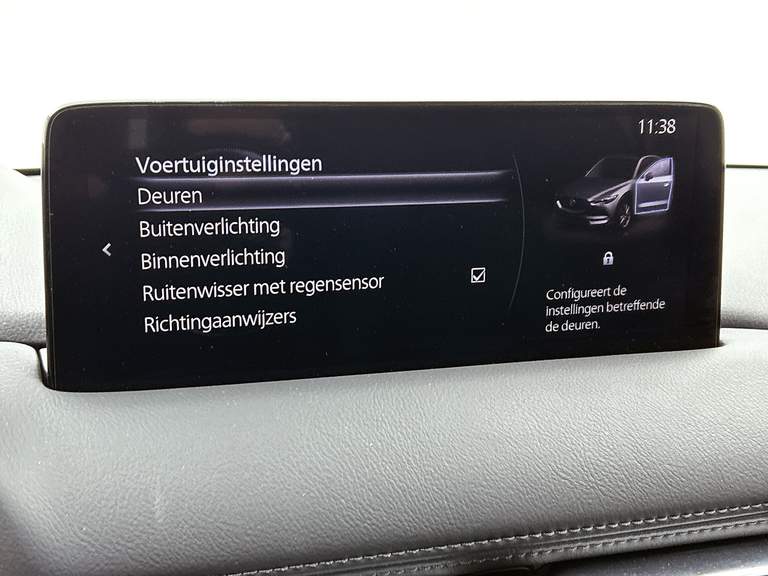 11:38
Voertuiginstellingen
Deuren
Buitenverlichting
Binnenverlichting
Ruitenwisser met regensensor
Richtingaanwijzers
Configureert de
instellingen betreffende
de deuren.